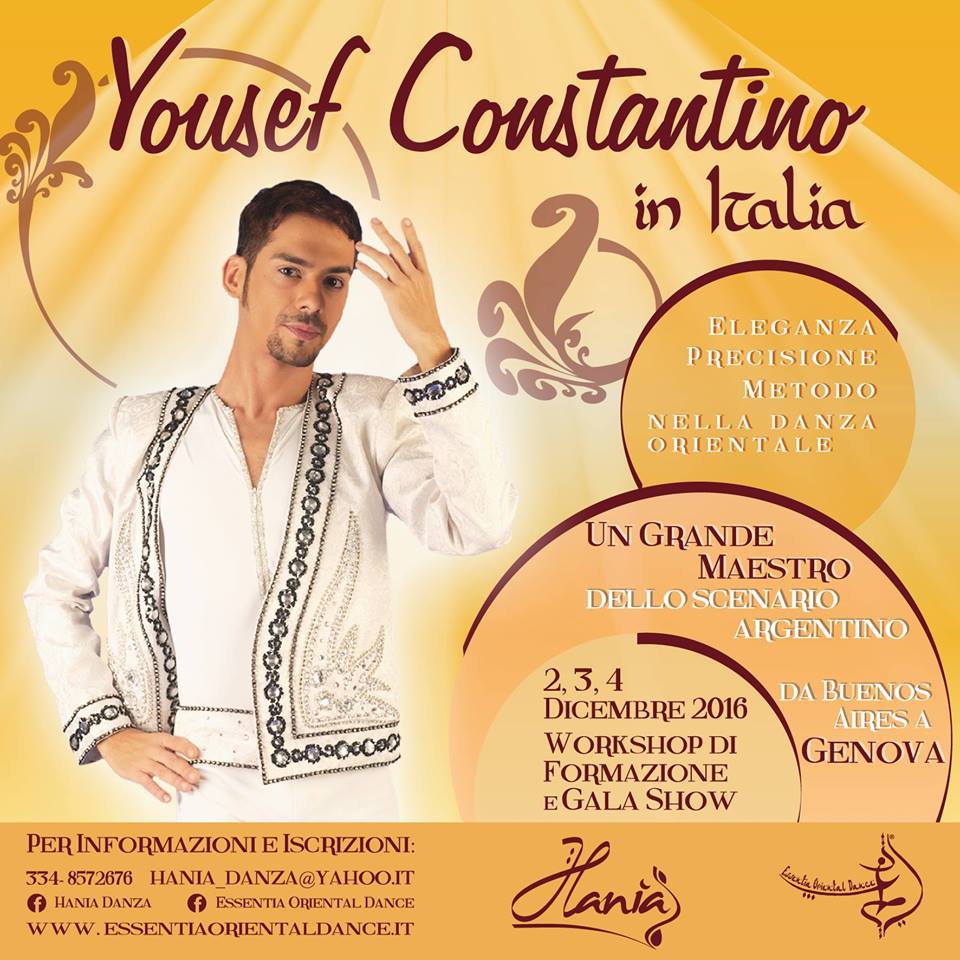 Yousef Constantino
in Italia
Eleganza
Precisione
Metodo
nella danza
orientale
Un Grande
Maestro
dello scenario
argentino
da Buenos
Aires a
Genova
2, 3, 4
Dicembre 2016
Workshop di
Formazione
e Gala Show
Per Informazioni e Iscrizioni:
334-8572676 hania_danza@yahoo.it
Hania Danza Essentia Oriental Dance
www.essentiaorientaldance.it
Hanià
Essentia Oriental Dance